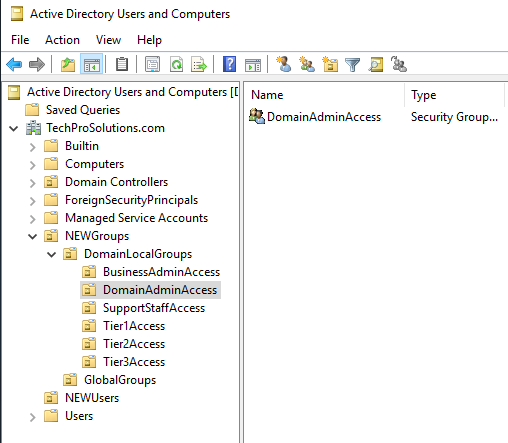 Active Directory Users and Computers
File Action View Help
Name Type
Active Directory Users and Computers [D
DomainAdminAccess Security Group...
Saved Queries
TechProSolutions.com
Builtin
Computers
Domain Controllers
ForeignSecurityPrincipals
Managed Service Accounts
NEWGroups
DomainLocalGroups
BusinessAdminAccess
DomainAdminAccess
SupportStaffAccess
Tier1Access
Tier2Access
Tier3Access
GlobalGroups
NEWUsers
Users